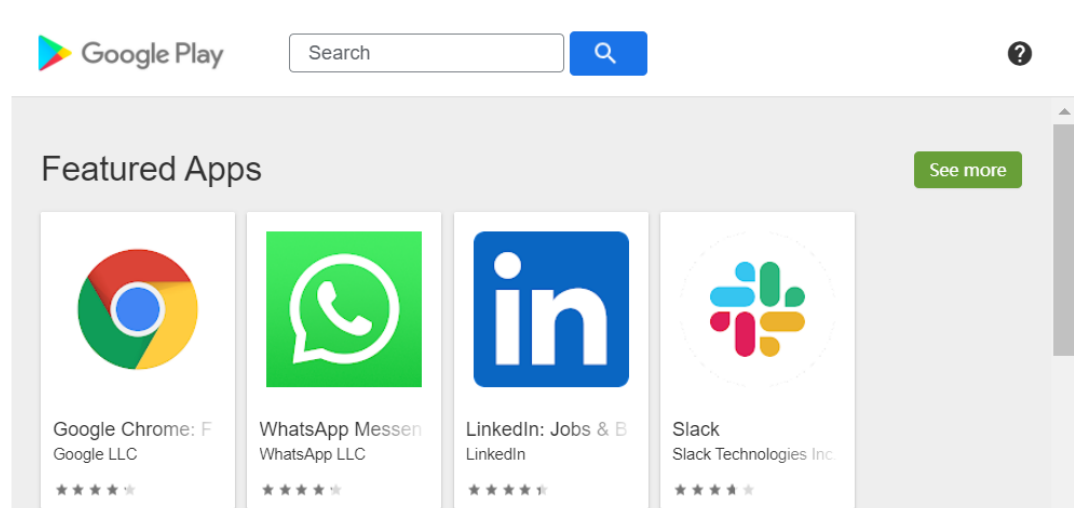 Google Play
Search
Featured Apps
See more
Google Chrome: F
Google LLC
WhatsApp Messen
WhatsApp LLC
LinkedIn: Jobs & B
LinkedIn
Slack
Slack Technologies Inc.
in
?